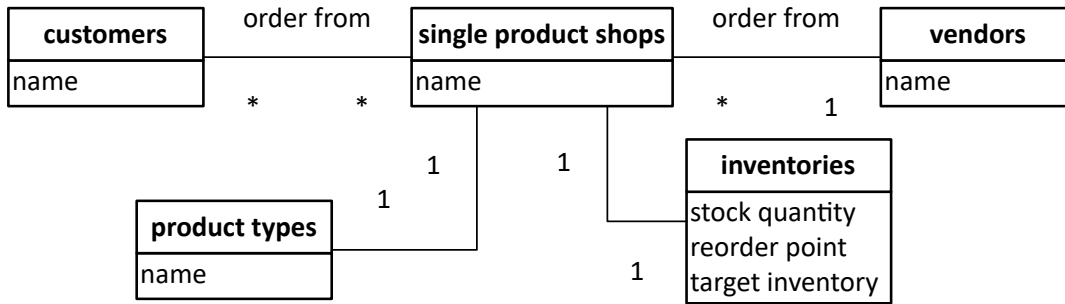 order from
order from
customers
name
single product shops
name
vendors
name
*
*
*
1
1
1
inventories
stock quantity
reorder point
target inventory
1
product types
name
1